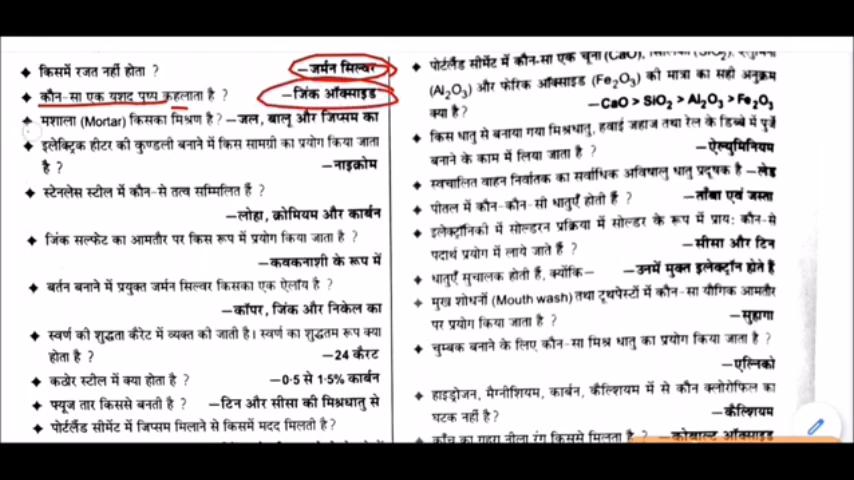 ✦ किसमें रजत नहीं होता ? –जर्मन सिल्वर
✦ कौन-सा एक यशद पुष्प कहलाता है ? –जिंक ऑक्साइड
✦ मशाला (Mortar) किसका मिश्रण है ? –जल, बालू और जिप्सम का
✦ इलेक्ट्रिक हीटर की कुण्डली बनाने में किस सामग्री का प्रयोग किया जाता
है ? –नाइक्रोम
✦ स्टेनलेस स्टील में कौन-से तत्व सम्मिलित हैं ?
–लोहा, क्रोमियम और कार्बन
✦ जिंक सल्फेट का आमतौर पर किस रूप में प्रयोग किया जाता है ?
–कवकनाशी के रूप में
✦ बर्तन बनाने में प्रयुक्त जर्मन सिल्वर किसका एक ऐलॉय है ?
–कॉपर, जिंक और निकेल का
✦ स्वर्ण की शुद्धता कैरेट में व्यक्त की जाती है। स्वर्ण का शुद्धतम रूप क्या
होता है ? –24 कैरट
✦ कठोर स्टील में क्या होता है ? –0·5 से 1·5% कार्बन
✦ फ्यूज तार किससे बनती है ? –टिन और सीसा की मिश्रधातु से
✦ पोर्टलैंड सीमेंट में जिप्सम मिलाने से किसमें मदद मिलती है ?
✦ पोर्टलैंड सीमेंट में कौन-सा एक चूना (CaO),
(Al₂O₃) और फेरिक ऑक्साइड (Fe₂O₃) की मात्रा का सही अनुक्रम
क्या है ? –CaO > SiO₂ > Al₂O₃ > Fe₂O₃
✦ किस धातु से बनाया गया मिश्रधातु, हवाई जहाज तथा रेल के डिब्बे में पुर्जे
बनाने के काम में लिया जाता है ? –ऐल्युमिनियम
✦ स्वचालित वाहन निर्वातक का सर्वाधिक अविषालु धातु प्रदूषक है –लेड
✦ पीतल में कौन-कौन-सी धातुएँ होती हैं ? –ताँबा एवं जस्ता
✦ इलेक्ट्रॉनिकी में सोल्डरन प्रक्रिया में सोल्डर के रूप में प्रायः कौन-से
पदार्थ प्रयोग में लाये जाते हैं ? –सीसा और टिन
✦ धातुएँ सुचालक होती हैं, क्योंकि– –उनमें मुक्त इलेक्ट्रॉन होते हैं
✦ मुख शोधनों (Mouth wash) तथा टूथपेस्टों में कौन-सा यौगिक आमतौर
पर प्रयोग किया जाता है ? –सुहागा
✦ चुम्बक बनाने के लिए कौन-सा मिश्र धातु का प्रयोग किया जाता है ?
–एल्निको
✦ हाइड्रोजन, मैग्नीशियम, कार्बन, कैल्शियम में से कौन क्लोरोफिल का
घटक नहीं है ? –कैल्शियम
✦ काँच का गहरा नीला रंग किससे मिलता है ? –कोबाल्ट ऑक्साइड